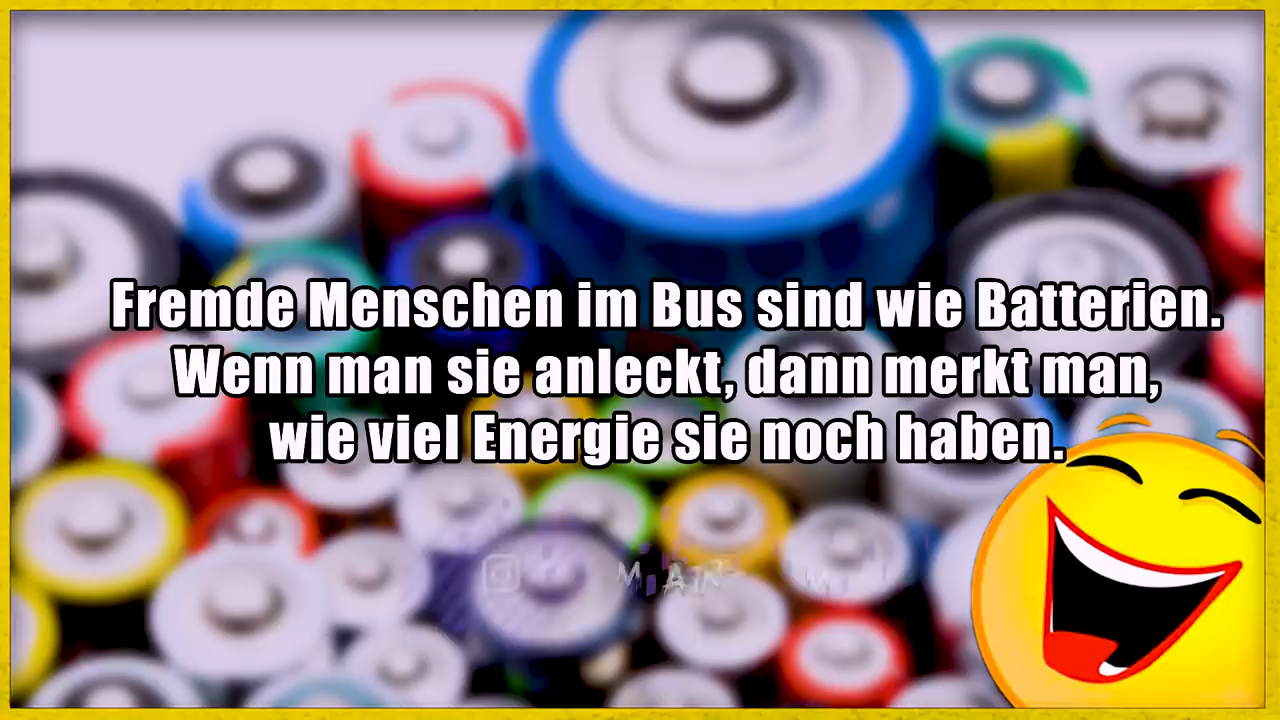 Fremde Menschen im Bus sind wie Batterien.
Wenn man sie anleckt, dann merkt man,
wie viel Energie sie noch haben.